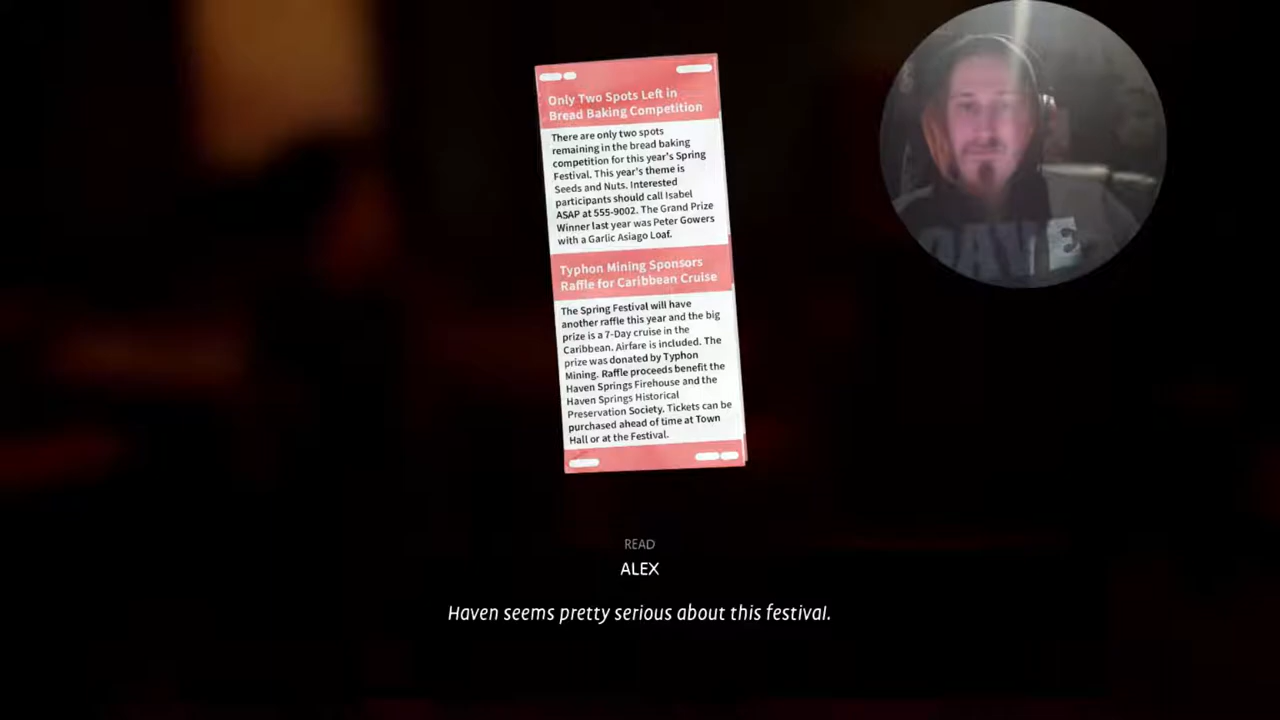 Only Two Spots Left in
Bread Baking Competition
There are only two spots
remaining in the bread baking
competition for this year's Spring
Festival. This year's theme is
Seeds and Nuts. Interested
participants should call Isabel
ASAP at 555-9002. The Grand Prize
Winner last year was Peter Gowers
with a Garlic Asiago Loaf.
Typhon Mining Sponsors
Raffle for Caribbean Cruise
The Spring Festival will have
another raffle this year and the big
prize is a 7-Day cruise in the
Caribbean. Airfare is included. The
prize was donated by Typhon
Mining. Raffle proceeds benefit the
Haven Springs Firehouse and the
Haven Springs Historical
Preservation Society. Tickets can be
purchased ahead of time at Town
Hall or at the Festival.
READ
ALEX
Haven seems pretty serious about this festival.